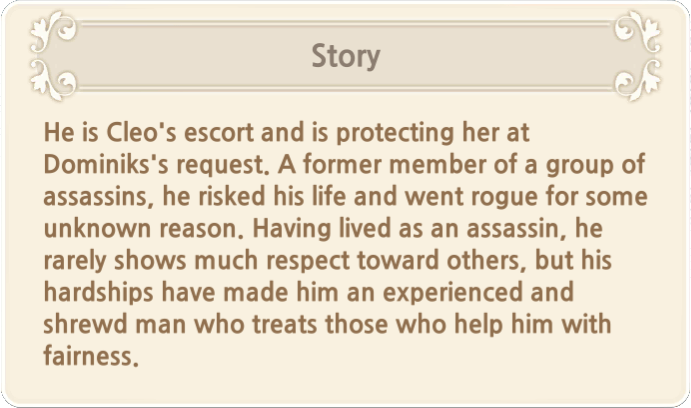 Story
He is Cleo's escort and is protecting her at
Dominiks's request. A former member of a group of
assassins, he risked his life and went rogue for some
unknown reason. Having lived as an assassin, he
rarely shows much respect toward others, but his
hardships have made him an experienced and
shrewd man who treats those who help him with
fairness.